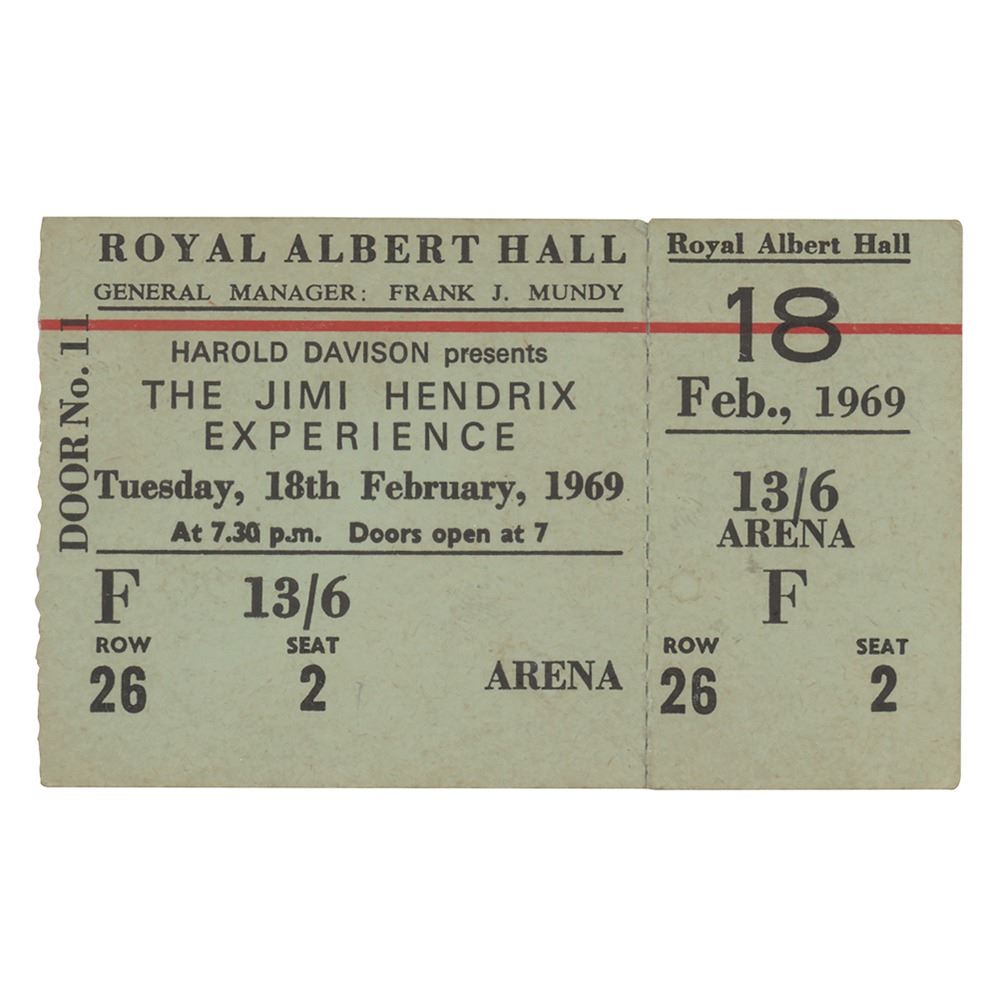 ROYAL ALBERT HALL
GENERAL MANAGER: FRANK J. MUNDY
DOOR No. 11
HAROLD DAVISON presents
THE JIMI HENDRIX
EXPERIENCE
Tuesday, 18th February, 1969
At 7.30 p.m. Doors open at 7
F 13/6
ROW SEAT
26 2
ARENA
Royal Albert Hall
18
Feb., 1969
13/6
ARENA
F
ROW SEAT
26 2